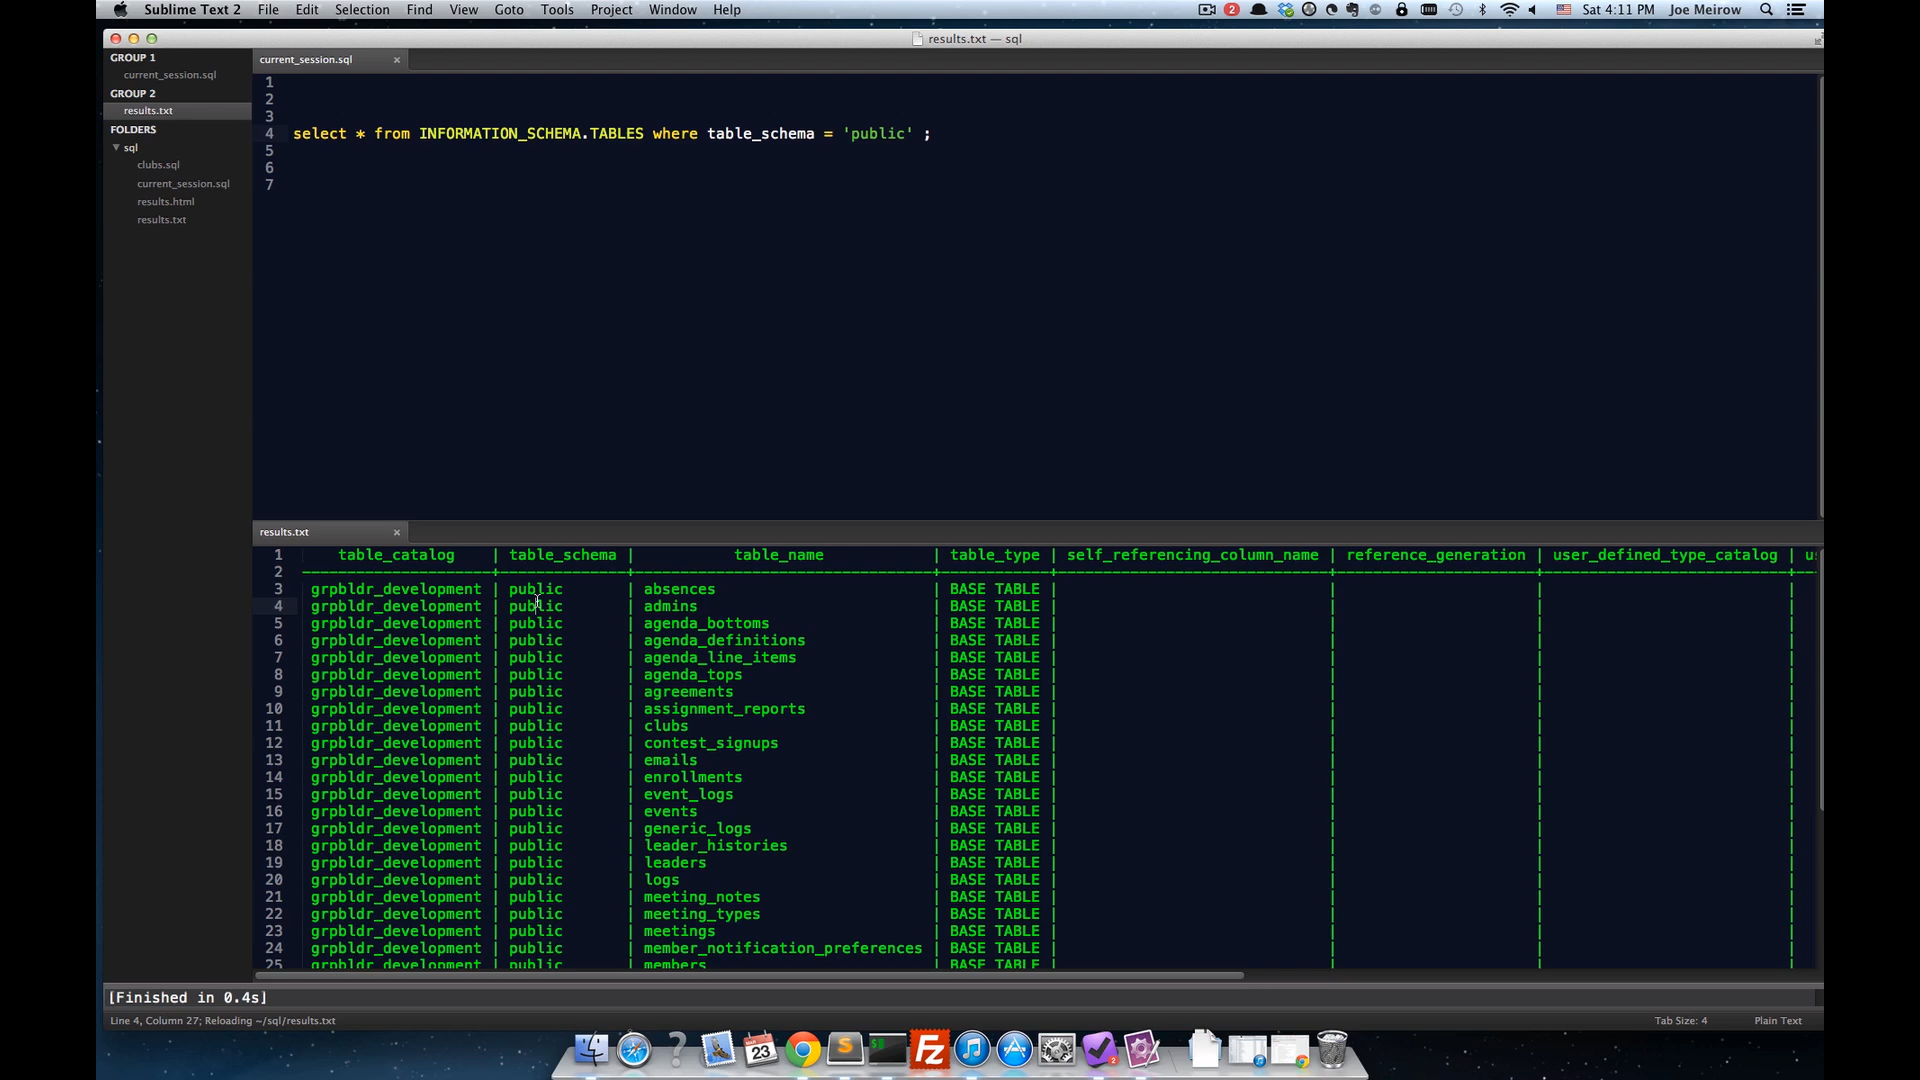 Sublime Text 2 File Edit Selection Find View Goto Tools Project Window Help 2 Sat 4:11 PM Joe Meirow
results.txt — sql
GROUP 1
current_session.sql
GROUP 2
results.txt
FOLDERS
sql
clubs.sql
current_session.sql
results.html
results.txt
current_session.sql ×
1
2
3
4 select * from INFORMATION_SCHEMA.TABLES where table_schema = 'public' ;
5
6
7
results.txt ×
1 table_catalog | table_schema | table_name | table_type | self_referencing_column_name | reference_generation | user_defined_type_catalog |
2
3 grpbldr_development | public | absences | BASE TABLE | | | |
4 grpbldr_development | public | admins | BASE TABLE | | | |
5 grpbldr_development | public | agenda_bottoms | BASE TABLE | | | |
6 grpbldr_development | public | agenda_definitions | BASE TABLE | | | |
7 grpbldr_development | public | agenda_line_items | BASE TABLE | | | |
8 grpbldr_development | public | agenda_tops | BASE TABLE | | | |
9 grpbldr_development | public | agreements | BASE TABLE | | | |
10 grpbldr_development | public | assignment_reports | BASE TABLE | | | |
11 grpbldr_development | public | clubs | BASE TABLE | | | |
12 grpbldr_development | public | contest_signups | BASE TABLE | | | |
13 grpbldr_development | public | emails | BASE TABLE | | | |
14 grpbldr_development | public | enrollments | BASE TABLE | | | |
15 grpbldr_development | public | event_logs | BASE TABLE | | | |
16 grpbldr_development | public | events | BASE TABLE | | | |
17 grpbldr_development | public | generic_logs | BASE TABLE | | | |
18 grpbldr_development | public | leader_histories | BASE TABLE | | | |
19 grpbldr_development | public | leaders | BASE TABLE | | | |
20 grpbldr_development | public | logs | BASE TABLE | | | |
21 grpbldr_development | public | meeting_notes | BASE TABLE | | | |
22 grpbldr_development | public | meeting_types | BASE TABLE | | | |
23 grpbldr_development | public | meetings | BASE TABLE | | | |
24 grpbldr_development | public | member_notification_preferences | BASE TABLE | | | |
25 grpbldr_development | public | members | BASE TABLE | | | |
[Finished in 0.4s]
Line 4, Column 27; Reloading ~/sql/results.txt Tab Size: 4 Plain Text
23 S $ Fz 2